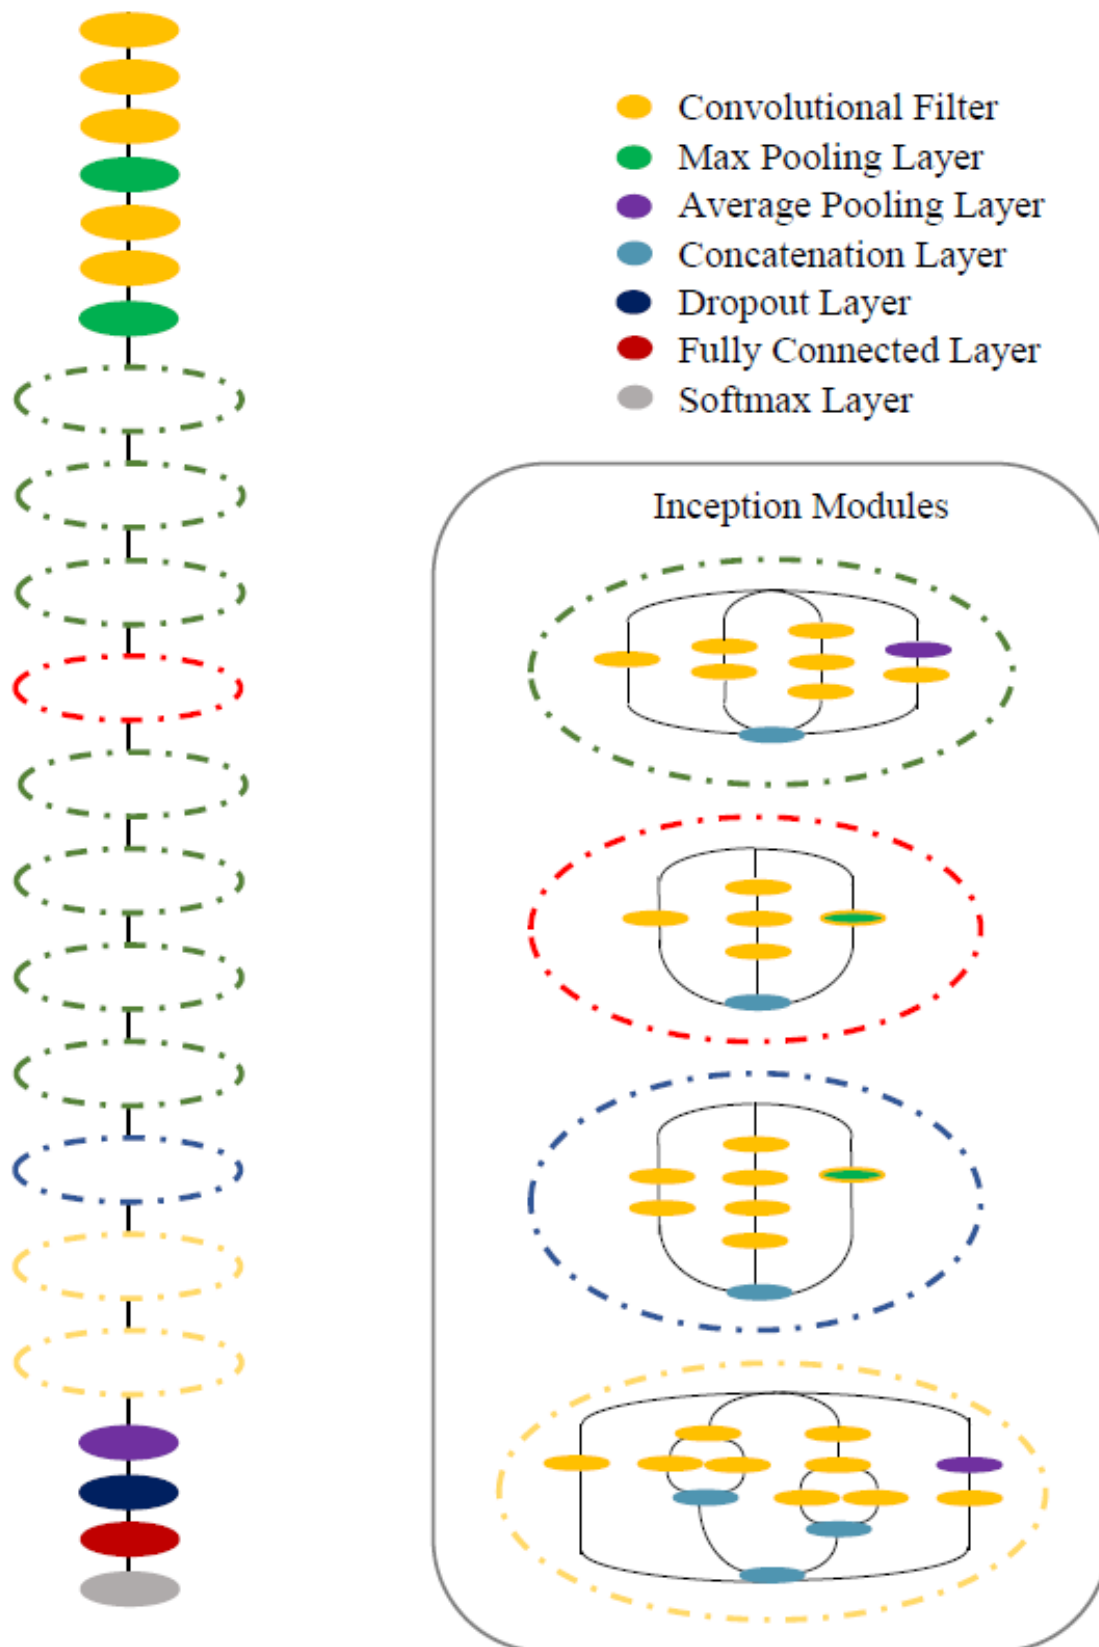 Convolutional Filter
Max Pooling Layer
Average Pooling Layer
Concatenation Layer
Dropout Layer
Fully Connected Layer
Softmax Layer
Inception Modules